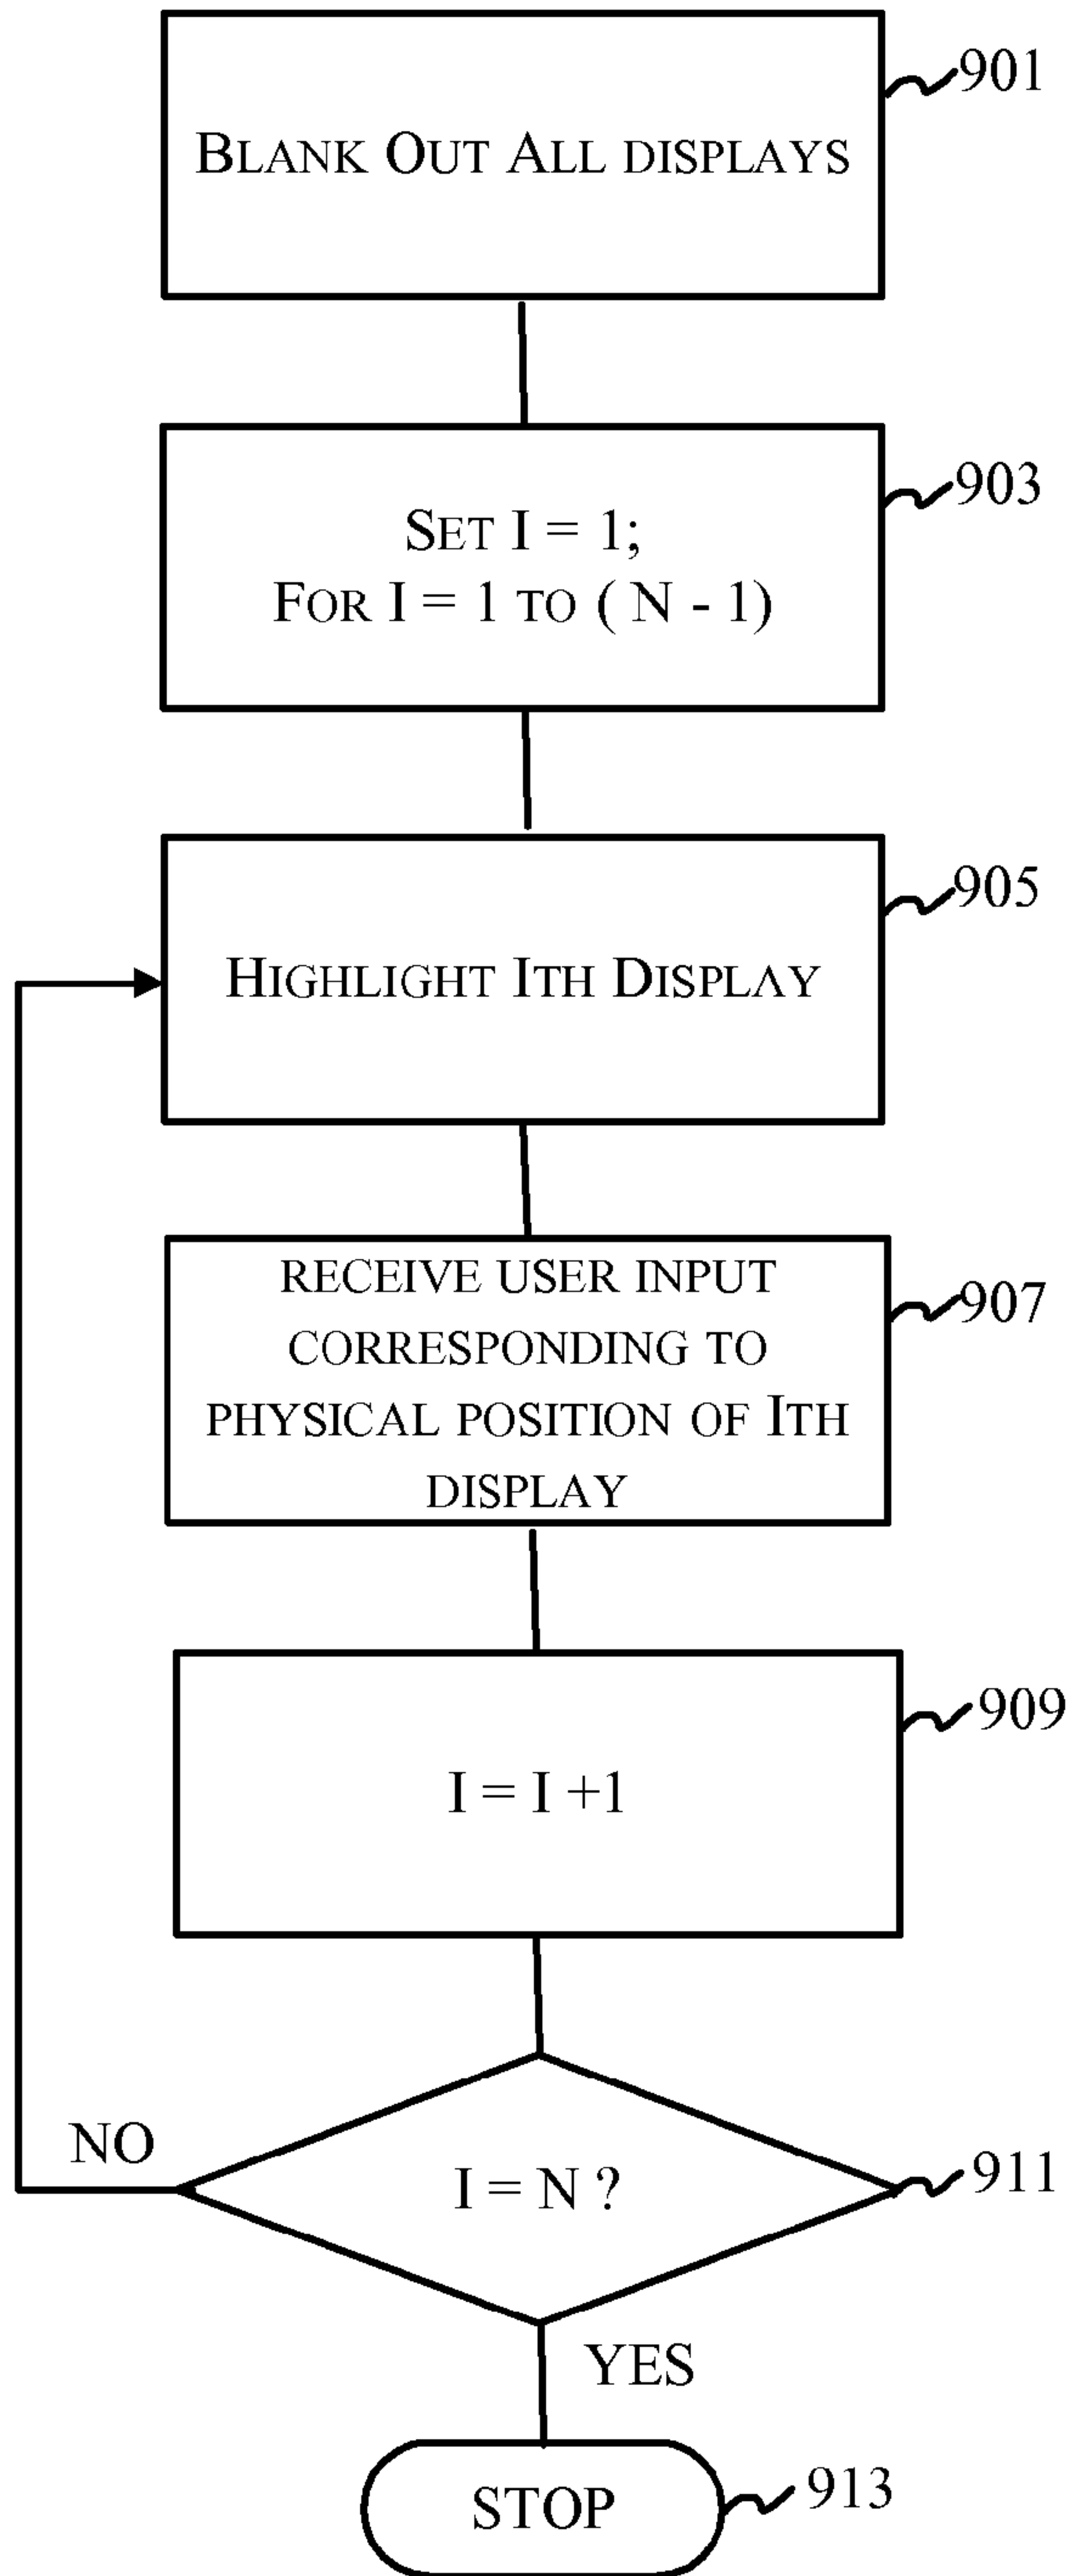 BLANK OUT ALL DISPLAYS
901
SET I = 1;
FOR I = 1 TO ( N - 1)
903
HIGHLIGHT ITH DISPLAY
905
RECEIVE USER INPUT
CORRESPONDING TO
PHYSICAL POSITION OF ITH
DISPLAY
907
I = I +1
909
NO
I = N ?
911
YES
STOP
913